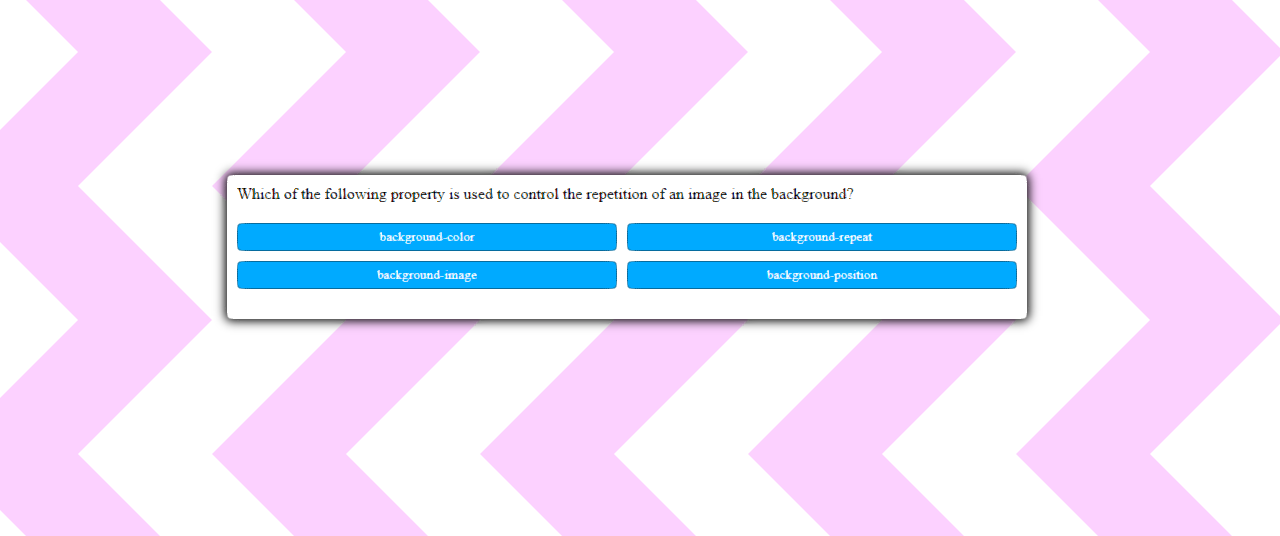 Which of the following property is used to control the repetition of an image in the background?
background-color
background-repeat
background-image
background-position